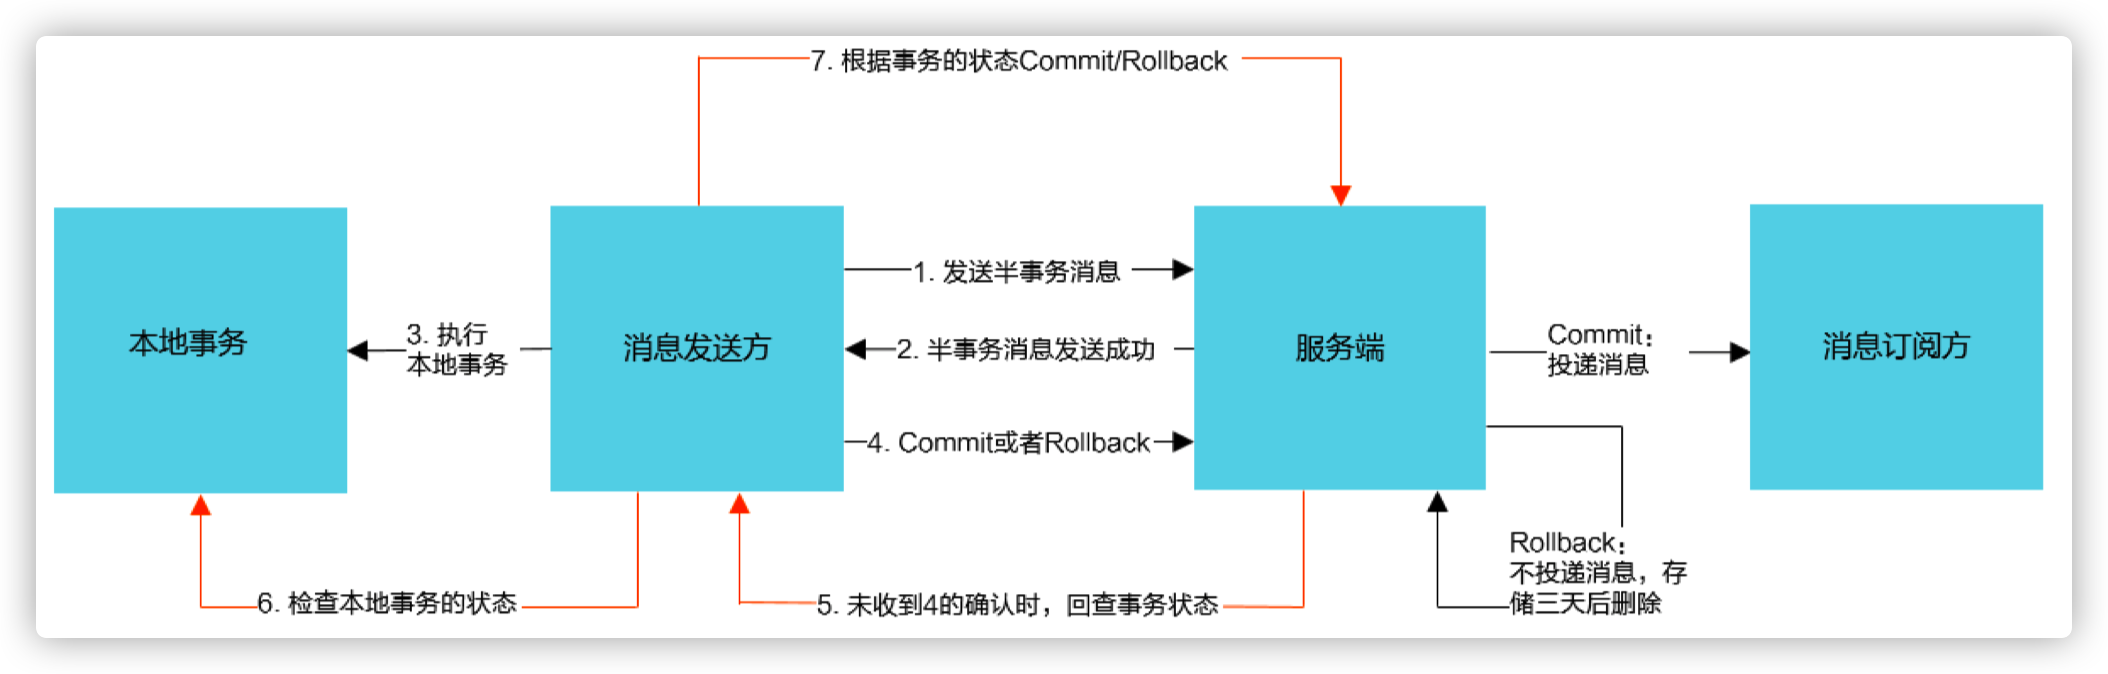 7. 根据事务的状态Commit/Rollback
本地事务
3. 执行
本地事务
消息发送方
1. 发送半事务消息
2. 半事务消息发送成功
4. Commit或者Rollback
服务端
Commit：
投递消息
消息订阅方
Rollback：
不投递消息，存
储三天后删除
6. 检查本地事务的状态
5. 未收到4的确认时，回查事务状态